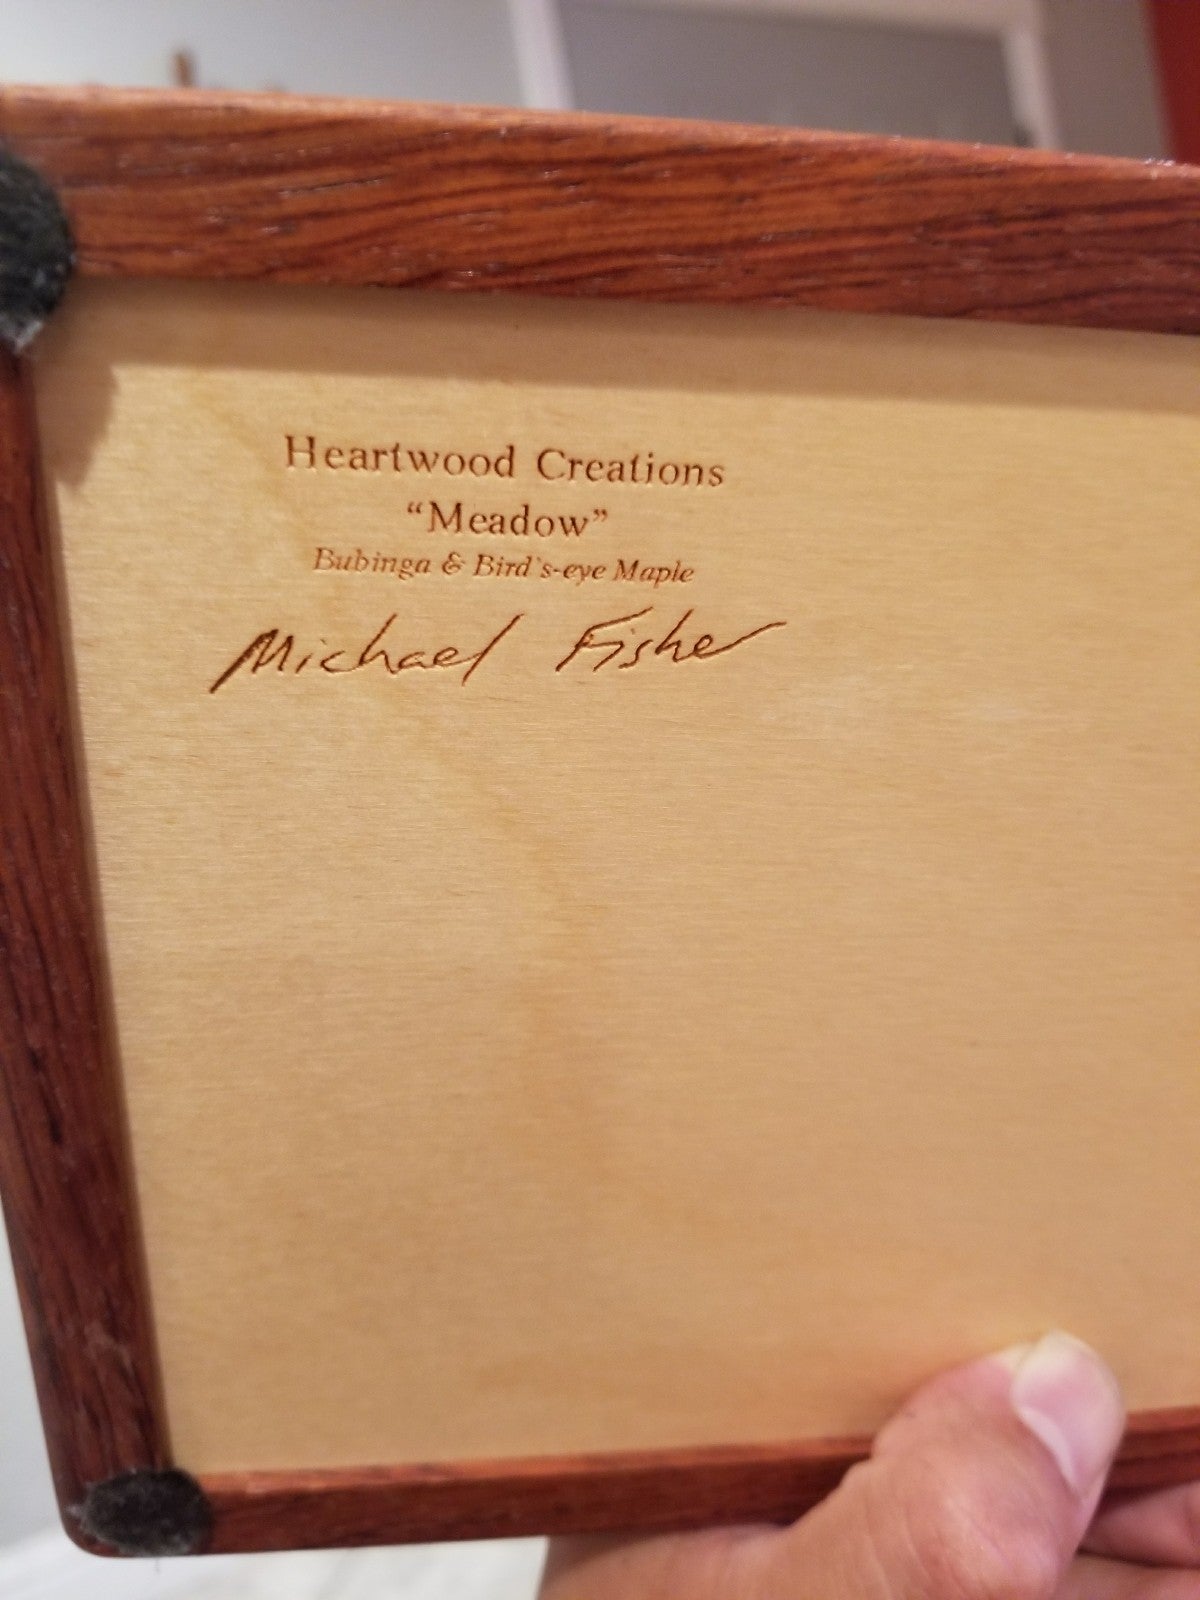 Heartwood Creations
“Meadow”
Bubinga & Bird's-eye Maple
Michael Fisher